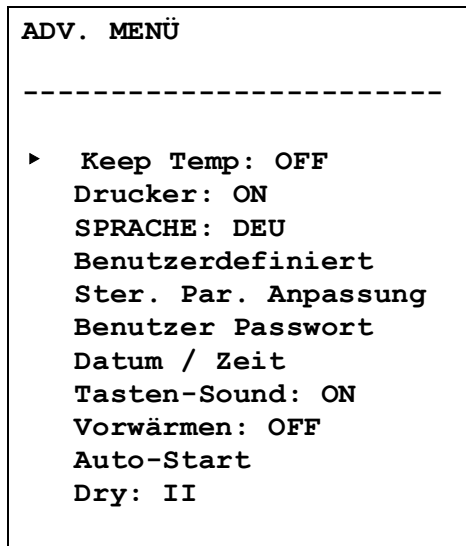 ADV. MENÜ
------------------------
▶ Keep Temp: OFF
Drucker: ON
SPRACHE: DEU
Benutzerdefiniert
Ster. Par. Anpassung
Benutzer Passwort
Datum / Zeit
Tasten-Sound: ON
Vorwärmen: OFF
Auto-Start
Dry: II